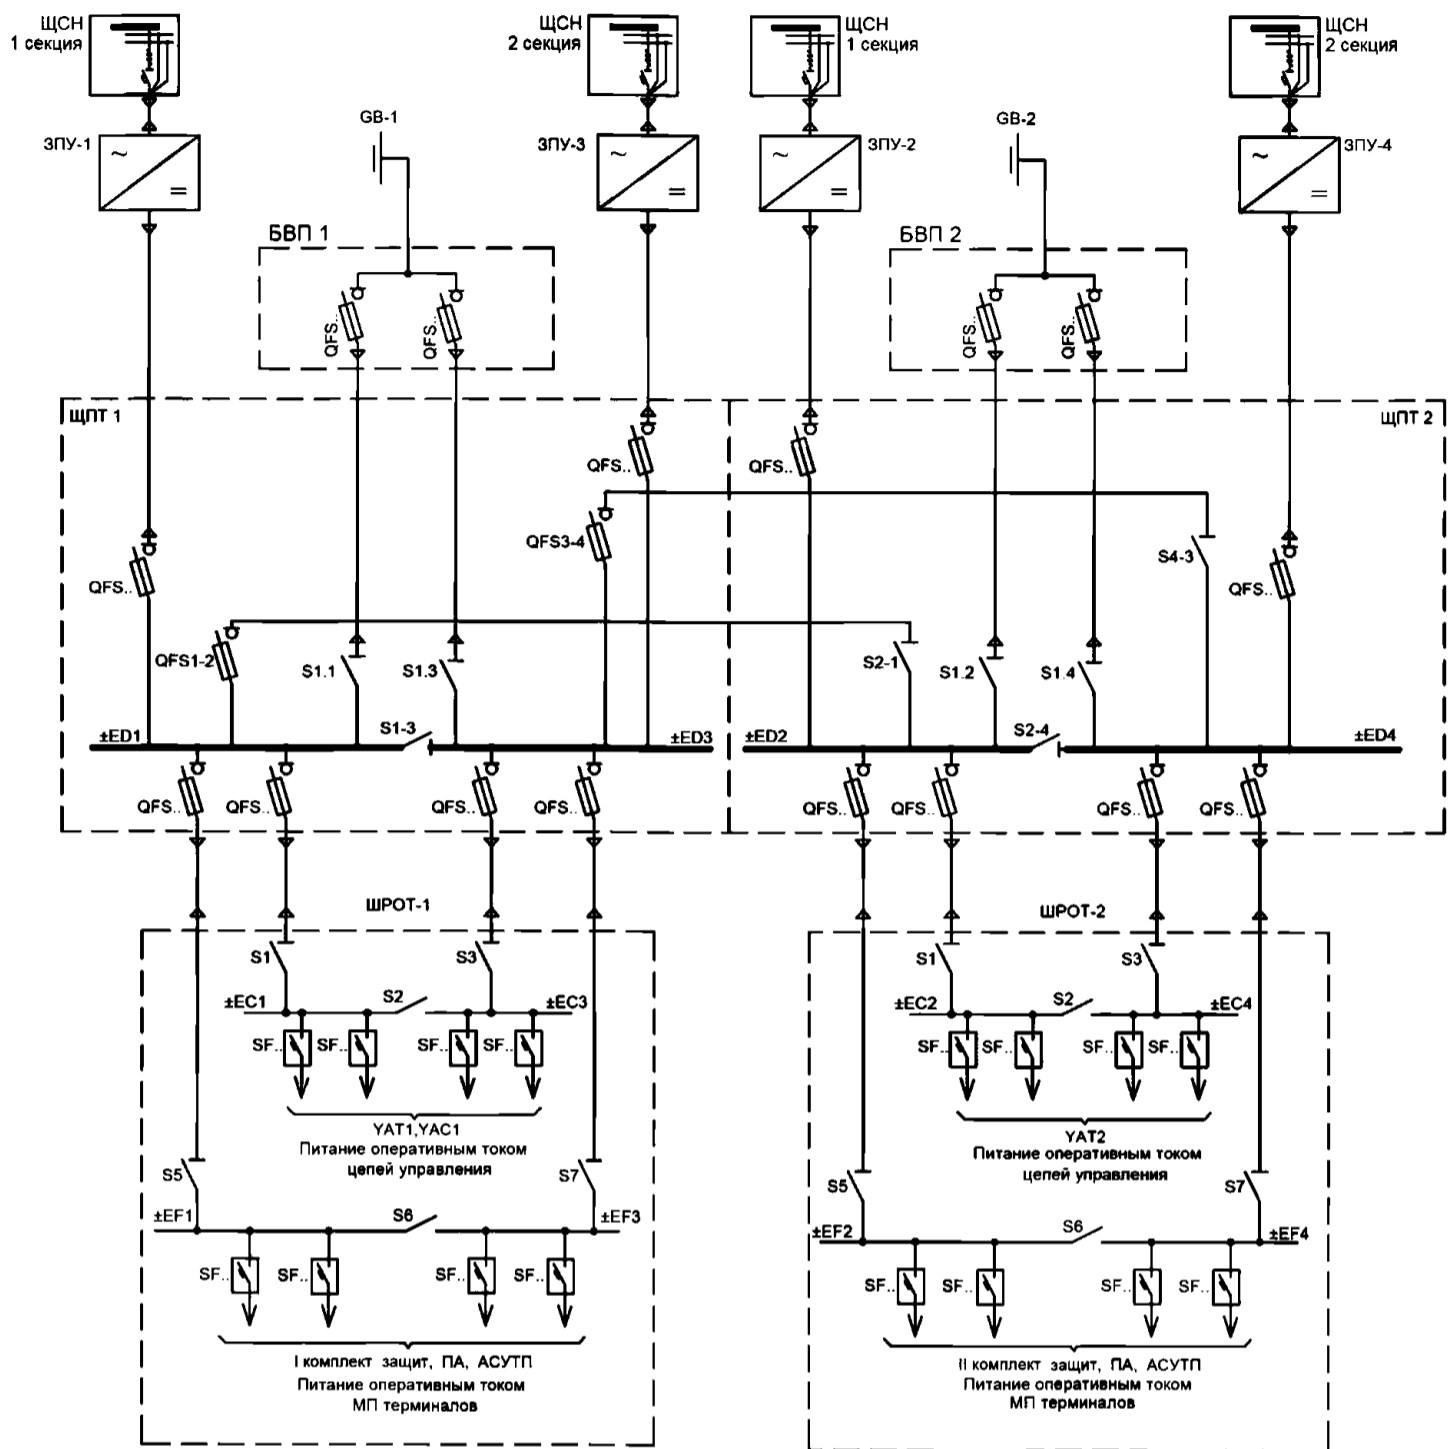 ЩСН
1 секция
ЩСН
2 секция
ЩСН
1 секция
ЩСН
2 секция
ЗПУ-1
~
=
GB-1
ЗПУ-3
~
=
ЗПУ-2
~
=
GB-2
ЗПУ-4
~
=
БВП 1
QFS..
QFS..
БВП 2
QFS..
QFS..
ЩПТ 1
ЩПТ 2
QFS..
QFS..
QFS3-4
S4-3
QFS..
QFS..
QFS1-2
S1.1
S1.3
S2-1
S1.2
S1.4
±ED1
S1-3
±ED3
±ED2
S2-4
±ED4
QFS..
QFS..
QFS..
QFS..
QFS..
QFS..
QFS..
QFS..
ШРОТ-1
ШРОТ-2
S1
S3
S1
S3
±EC1
S2
±EC3
±EC2
S2
±EC4
SF..
SF..
SF..
SF..
SF..
SF..
SF..
SF..
YAT1,YAC1
Питание оперативным током
цепей управления
YAT2
Питание оперативным током
цепей управления
S5
S7
S5
S7
±EF1
S6
±EF3
±EF2
S6
±EF4
SF..
SF..
SF..
SF..
SF..
SF..
SF..
SF..
I комплект защит, ПА, АСУТП
Питание оперативным током
МП терминалов
II комплект защит, ПА, АСУТП
Питание оперативным током
МП терминалов